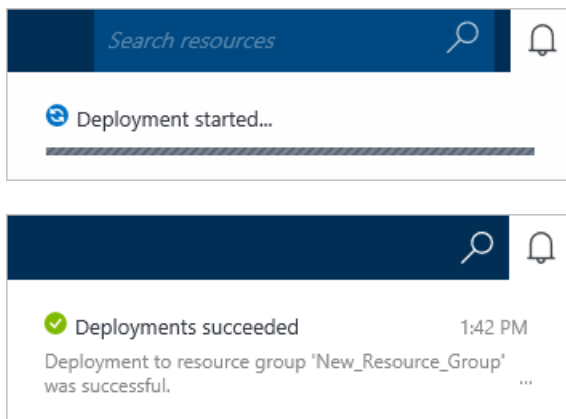 Search resources
Deployment started...
Deployments succeeded 1:42 PM
Deployment to resource group 'New_Resource_Group'
was successful.
...